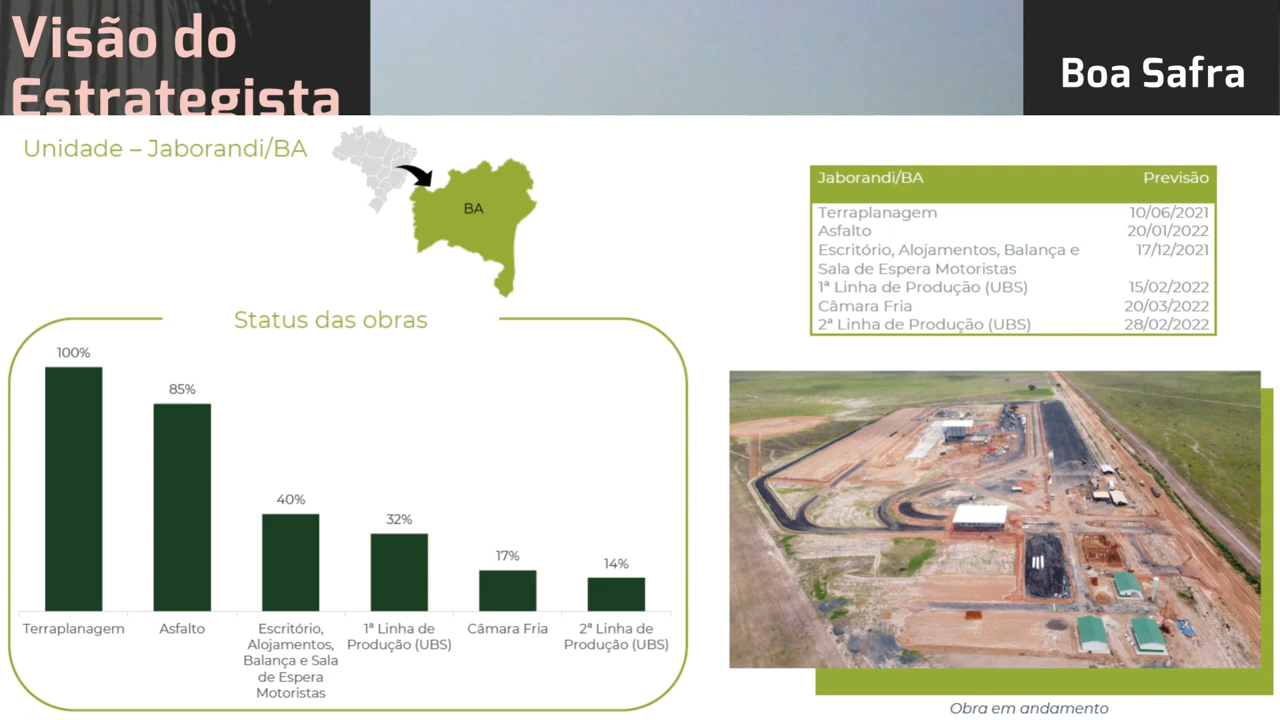 Visão do
Estrategista
Boa Safra
Unidade – Jaborandi/BA
BA
Jaborandi/BA Previsão
Terraplanagem 10/06/2021
Asfalto 20/01/2022
Escritório, Alojamentos, Balança e 17/12/2021
Sala de Espera Motoristas
1ª Linha de Produção (UBS) 15/02/2022
Câmara Fria 20/03/2022
2ª Linha de Produção (UBS) 28/02/2022
Status das obras
100%
85%
40%
32%
17%
14%
Terraplanagem
Asfalto
Escritório,
Alojamentos,
Balança e Sala
de Espera
Motoristas
1ª Linha de
Produção (UBS)
Câmara Fria
2ª Linha de
Produção (UBS)
Obra em andamento